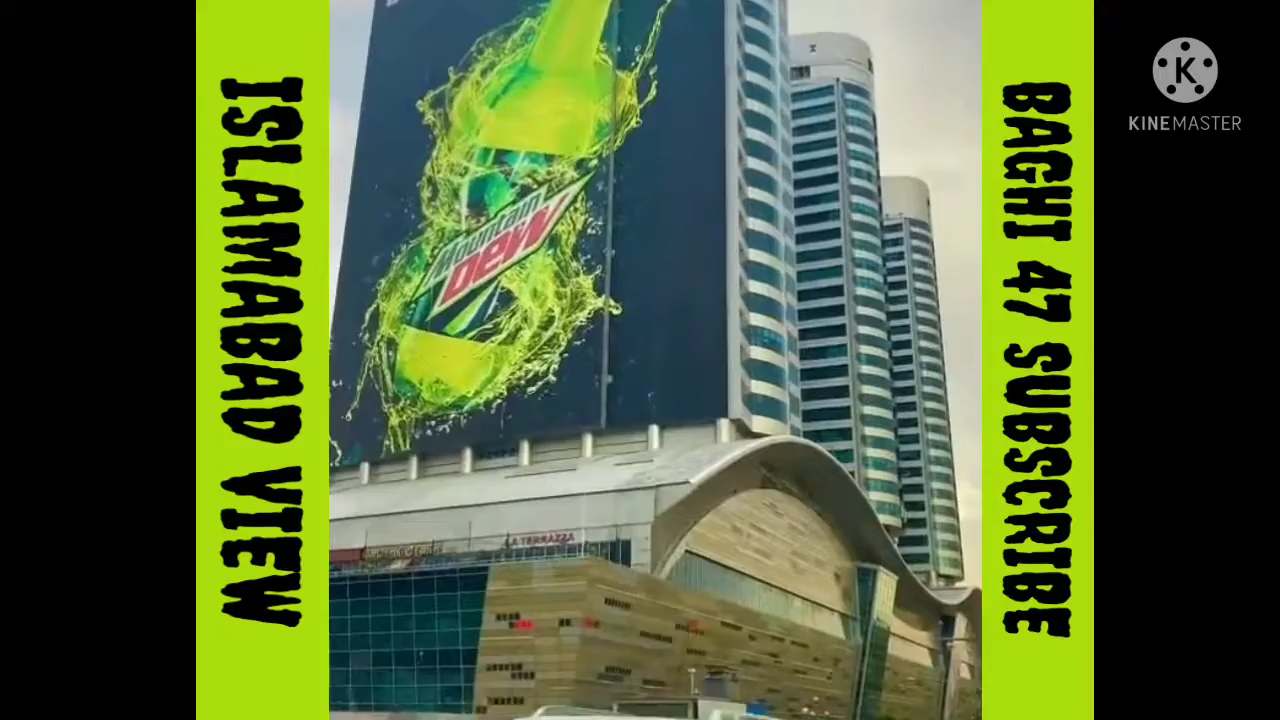 ISLAMABAD VIEW
Mountain
Dew
LA TERRAZZA
BAGHI 47 SUBSCRIBE
K
KINEMASTER